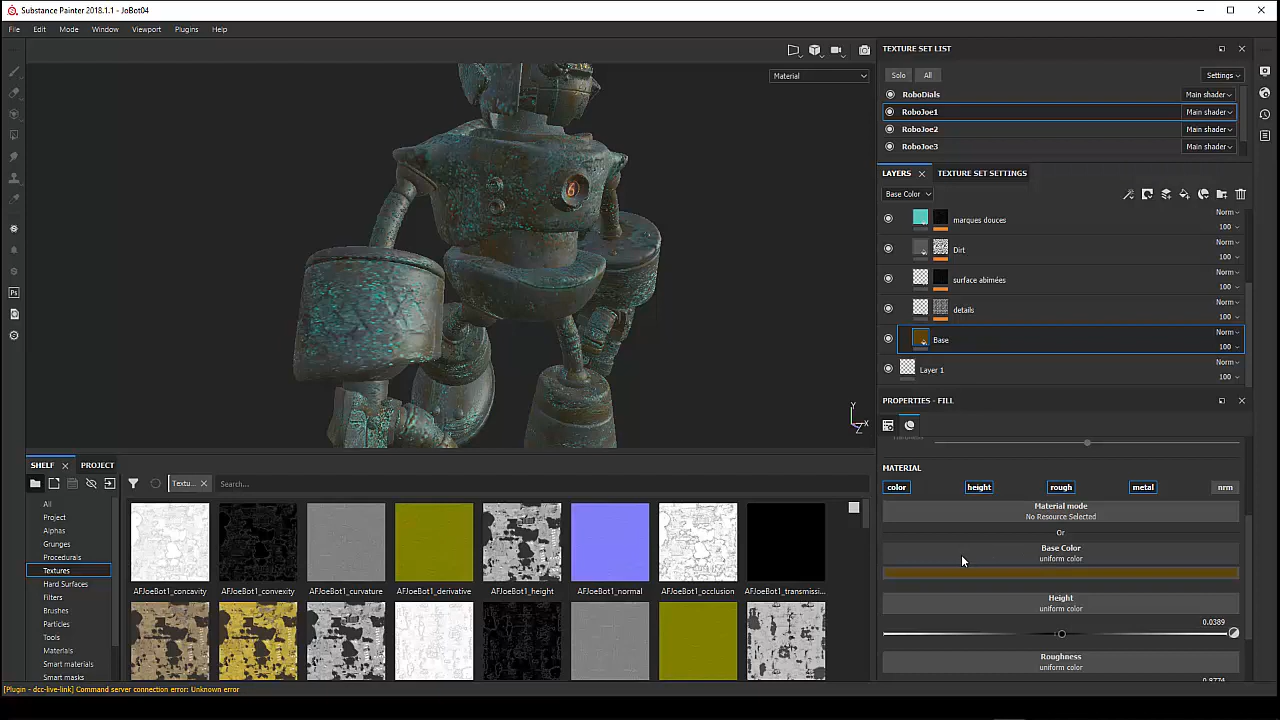 Substance Painter 2018.1.1 - JoBot04
File Edit Mode Window Viewport Plugins Help
Material
TEXTURE SET LIST
Solo All Settings
RoboDials Main shader
RoboJoe1 Main shader
RoboJoe2 Main shader
RoboJoe3 Main shader
LAYERS TEXTURE SET SETTINGS
Base Color
marques douces Norm 100
Dirt Norm 100
surface abimées Norm 100
details Norm 100
Base Norm 100
Layer 1 Norm 100
PROPERTIES - FILL
MATERIAL
color height rough metal nrm
Material mode
No Resource Selected
Or
Base Color
uniform color
Height
uniform color
0.0389
Roughness
uniform color
6
Y
X
Z
SHELF PROJECT
Ps
Textu... Search...
All
Project
Alphas
Grunges
Procedurals
Textures
Hard Surfaces
Filters
Brushes
Particles
Tools
Materials
Smart materials
Smart masks
AFJoeBot1_concavity AFJoeBot1_convexity AFJoeBot1_curvature AFJoeBot1_derivative AFJoeBot1_height AFJoeBot1_normal AFJoeBot1_occlusion AFJoeBot1_transmissi...
[Plugin - dcc-live-link] Command server connection error: Unknown error